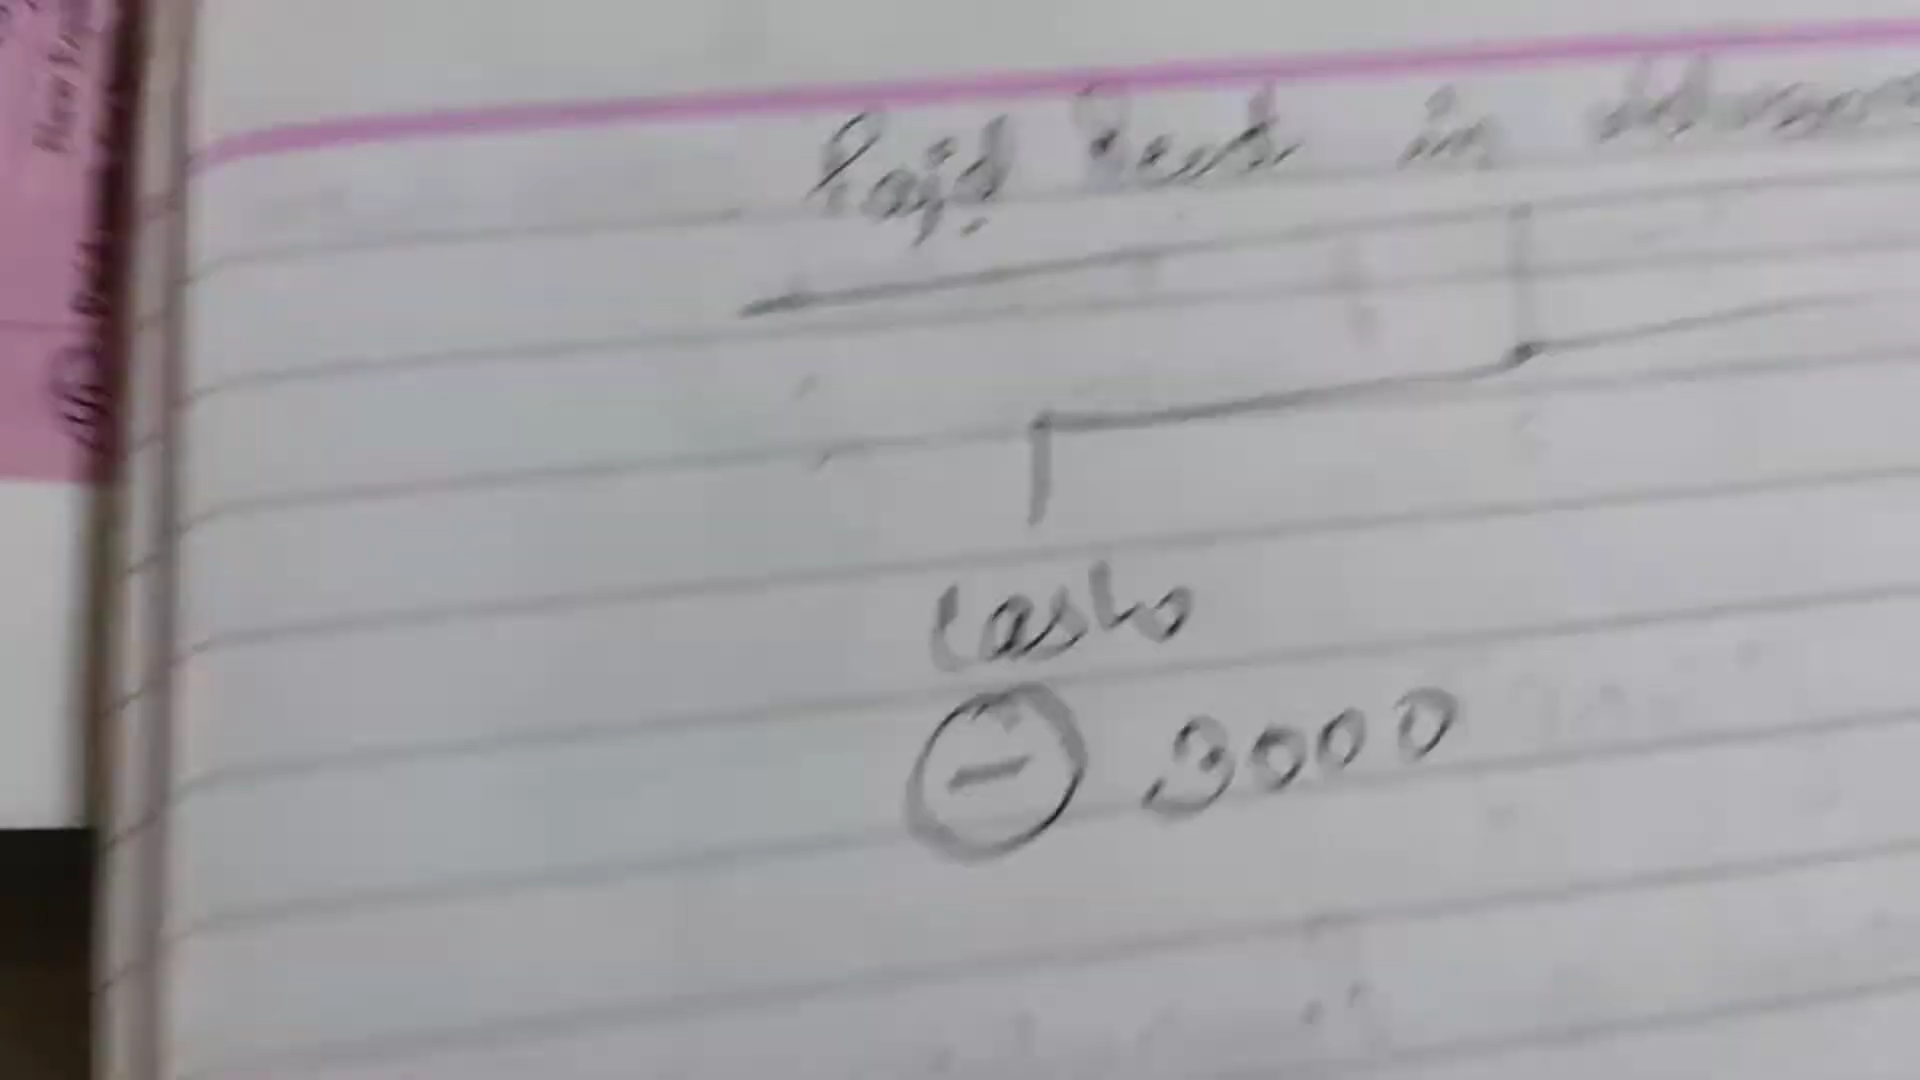 Paid Rent in advance
Cash
⊖ 3000